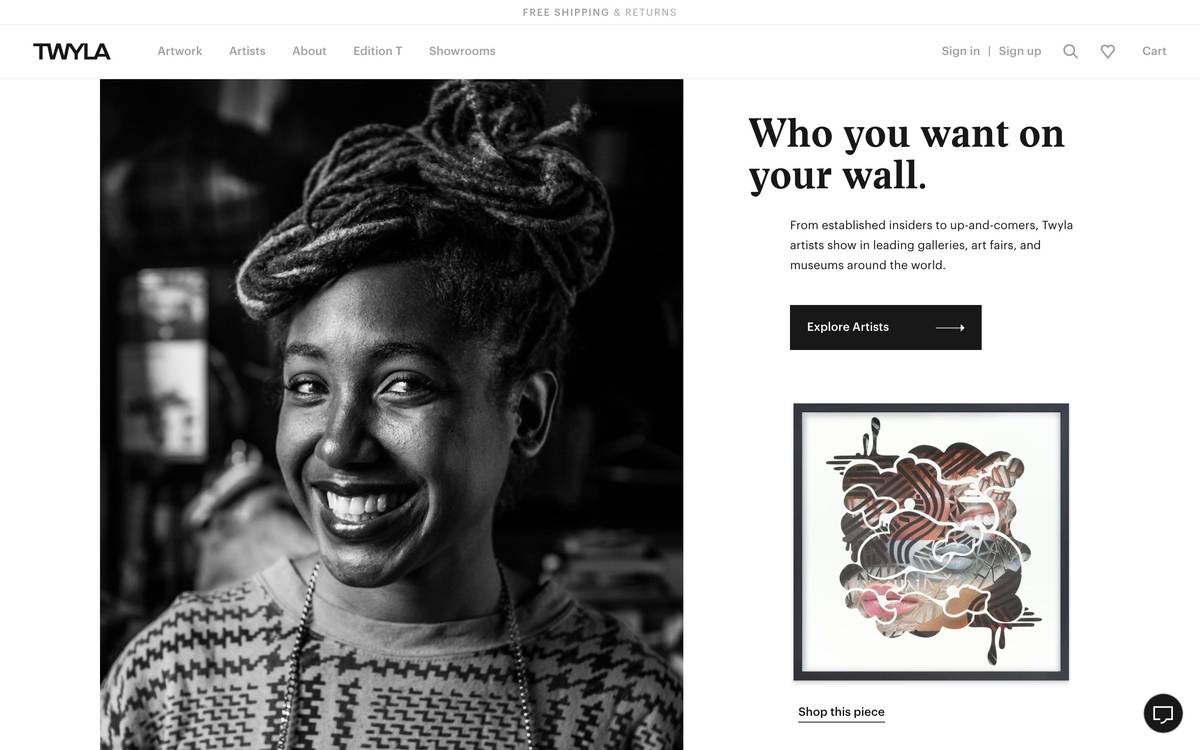 FREE SHIPPING & RETURNS
TWYLA
Artwork
Artists
About
Edition T
Showrooms
Sign in | Sign up
Cart
Who you want on
your wall.
From established insiders to up-and-comers, Twyla
artists show in leading galleries, art fairs, and
museums around the world.
Explore Artists
Shop this piece